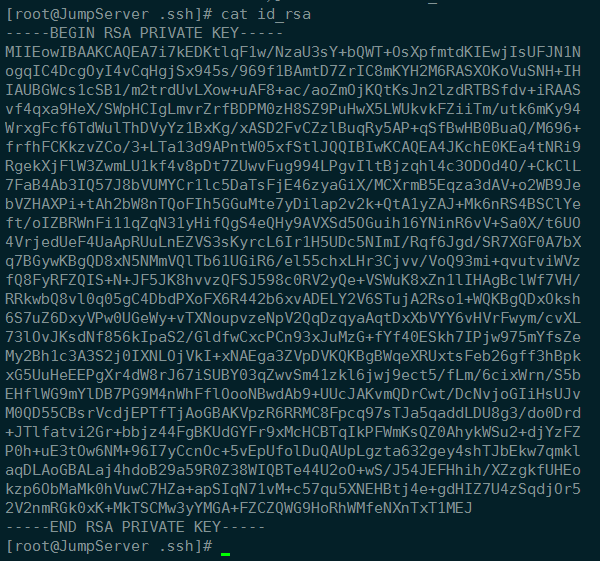 [root@JumpServer .ssh]# cat id_rsa
-----BEGIN RSA PRIVATE KEY-----
MIIEowIBAAKCAQEA7i7kEDKtlqF1w/NzaU3sY+bQWT+OsXpfmtdKIEwjIsUFJN1N
ogqIC4DcgOyI4vCqHgjSx945s/969f1BAmtD7ZrIC8mKYH2M6RASXOKoVuSNH+IH
IAUBGWcs1cSB1/m2trdUvLXow+uAF8+ac/aoZmOjKQtKsJn2lzdRTBSfdv+iRAAS
vf4qxa9HeX/SWpHCIgLmvrZrfBDPM0zH8SZ9PuHwX5LWUkvkFZiiTm/utk6mKy94
WrxgFcf6TdWulThDVyYz1BxKg/xASD2FvCZzlBuqRy5AP+qSfBwHB0BuaQ/M696+
frfhFCKkzvZCo/3+LTa13d9APntW05xfStlJQQIBIwKCAQEA4JKchE0KEa4tNRi9
RgekXjFlW3ZwmLU1kf4v8pDt7ZUwvFug994LPgvIltBjzqhl4c3ODOd4O/+CkClL
7FaB4Ab3IQ57J8bVUMYCr1lc5DaTsFjE46zyaGiX/MCXrmB5Eqza3dAV+o2WB9Je
bVZHAXPi+tAh2bW8nTQoFIh5GGuMte7yDilap2v2k+QtA1yZAJ+Mk6nRS4BSClYe
ft/oIZBRWnFi11qZqN31yHifQgS4eQHy9AVXSd5OGuih16YNinR6vV+Sa0X/t6UO
4VrjedUeF4UaApRUuLnEZVS3sKyrcL6Ir1H5UDc5NImI/Rqf6Jgd/SR7XGF0A7bX
q7BGywKBgQD8xN5NMmVQlTb61UGiR6/el55chxLHr3Cjvv/VoQ93mi+qvutviWVz
fQ8FyRFZQIS+N+JF5JK8hvvzQFSJ598c0RV2yQe+VSWuK8xZn1lIHAgBclWf7VH/
RRkwbQ8vl0q05gC4DbdPXoFX6R442b6xvADELY2V6STujA2Rso1+WQKBgQDxOksh
6S7uZ6DxyVPw0UGeWy+vTXNoupvzeNpV2QqDzqyaAqtDxXbVYY6vHVrFwym/cvXL
73lOvJKsdNf856kIpaS2/GldfwCxcPCn93xJuMzG+fYf40ESkh7IPjw975mYfsZe
My2Bh1c3A3S2j0IXNLOjVkI+xNAEga3ZVpDVKQKBgBWqeXRUxtsFeb26gff3hBpk
xG5UuHeEEPgXr4dW8rJ67iSUBY03qZwvSm41zkl6jwj9ect5/fLm/6cixWrn/S5b
EHflWG9mYlDB7PG9M4nWhFflOooNBwdAb9+UUcJAKvmQDrCwt/DcNvjoGIiHsUJv
M0QD55CBsrVcdjEPTfTjAoGBAKVpzR6RRMC8Fpcq97sTJa5qaddLDU8g3/do0Drd
+JTlfatvi2Gr+bbjz44FgBKUdGYFr9xMcHCBTqIkPFWmKsQZ0AhykWSu2+djYzFZ
P0h+uE3tOw6NM+96I7yCcnOc+5vEpUfolDuQAUpLgzta632gey4shTJbEkw7qmkl
aqDLAoGBALaj4hdoB29a59R0Z38WIQBTe44U2oO+wS/J54JEFHhih/XZzgkfUHEo
kzp6ObMaMk0hVuwC7HZa+apSIqN71vM+c57qu5XNEHBtj4e+gdHIZ7U4zSqdjOr5
2V2nmRGk0xK+MkTSCMw3yYMGA+FZCZQWG9HoRhWMfeNXnTxT1MEJ
-----END RSA PRIVATE KEY-----
[root@JumpServer .ssh]#